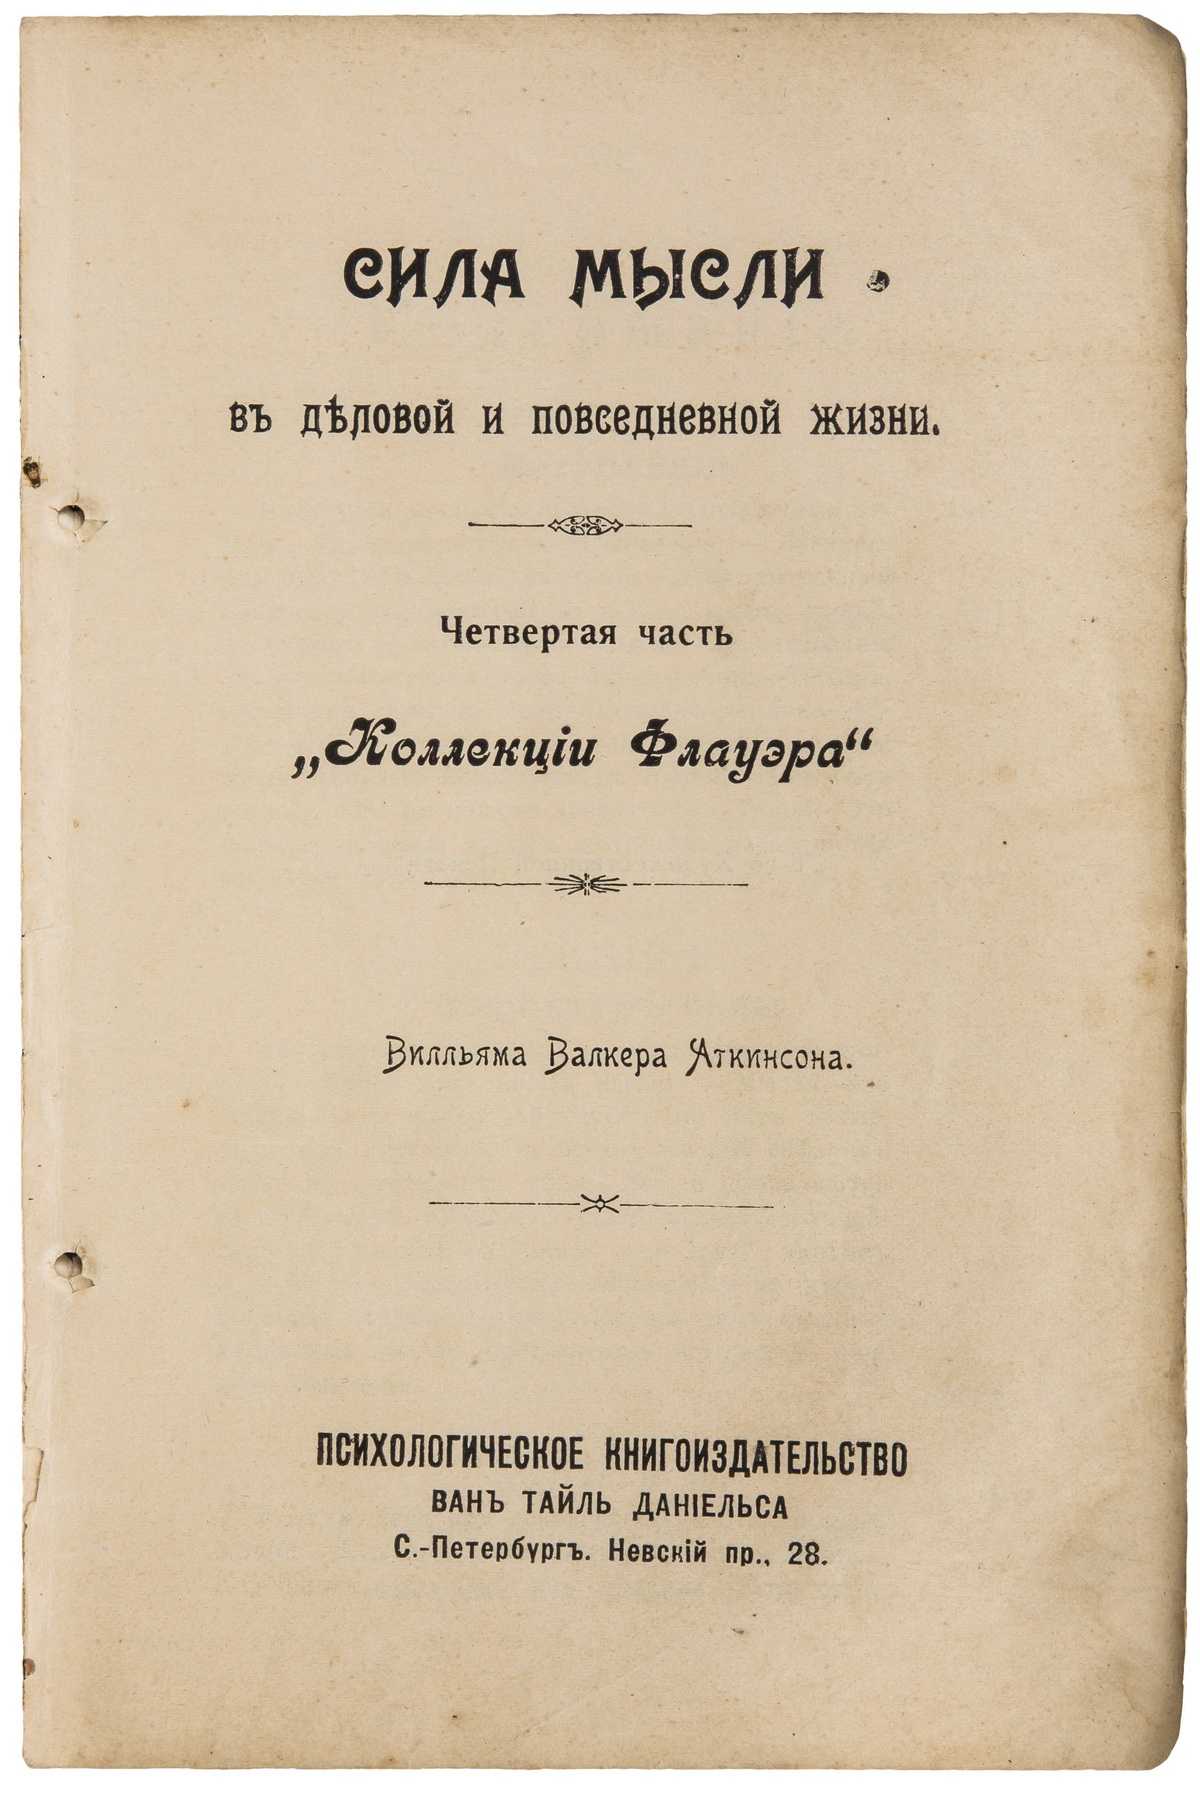 СИЛА МЫСЛИ
въ дѣловой и повседневной жизни.
Четвертая часть
„Коллекціи Флауэра“
Вилльяма Валкера Аткинсона.
ПСИХОЛОГИЧЕСКОЕ КНИГОИЗДАТЕЛЬСТВО
ВАНЪ ТАЙЛЬ ДАНІЕЛЬСА
С.-Петербургъ. Невскій пр., 28.